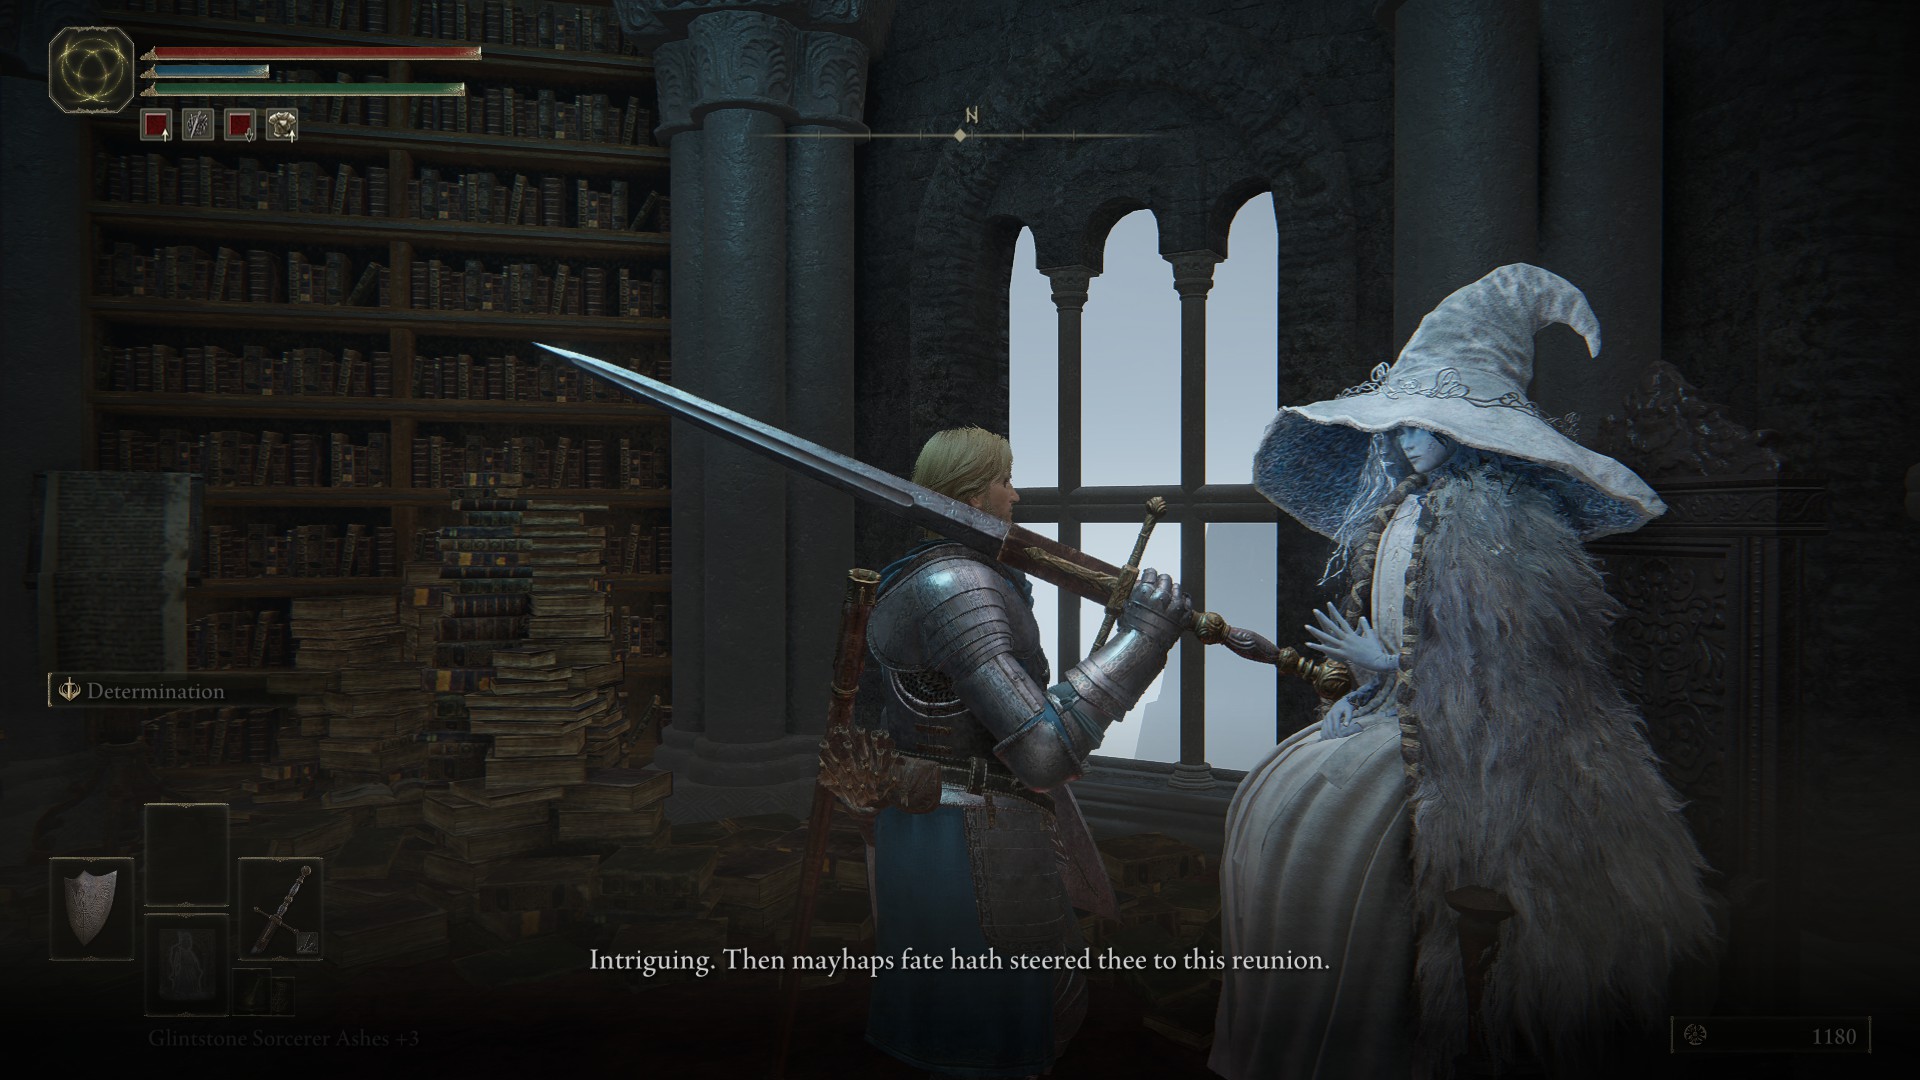 N
Determination
Intriguing. Then mayhaps fate hath steered thee to this reunion.
Glintstone Sorcerer Ashes +3
1180